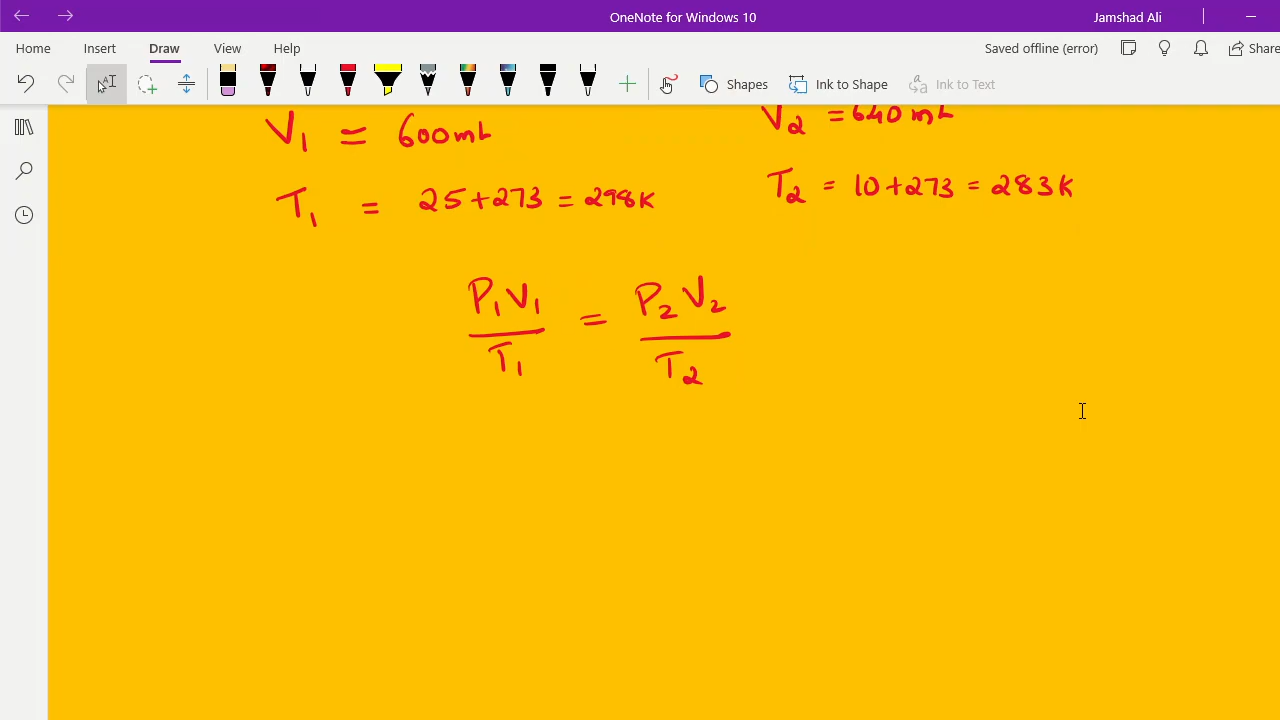 OneNote for Windows 10
Jamshad Ali
Home Insert Draw View Help
Saved offline (error)
Share
Shapes
Ink to Shape
Ink to Text
V1 = 600mL
V2 = 640 mL
T1 = 25+273 = 298K
T2 = 10+273 = 283K
P1V1 = P2V2
T1 T2